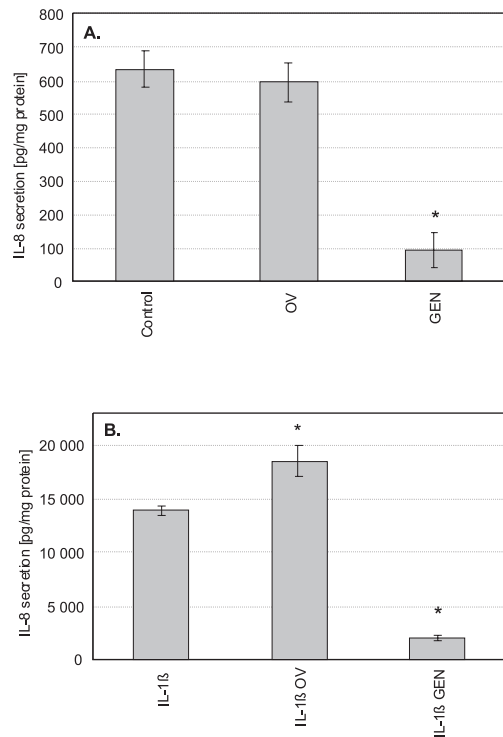 A.
IL-8 secretion [pg/mg protein]
800
700
600
500
400
300
200
100
0
*
Control
OV
GEN
B.
IL-8 secretion [pg/mg protein]
20 000
15 000
10 000
5 000
0
*
*
IL-1ß
IL-1ß OV
IL-1ß GEN